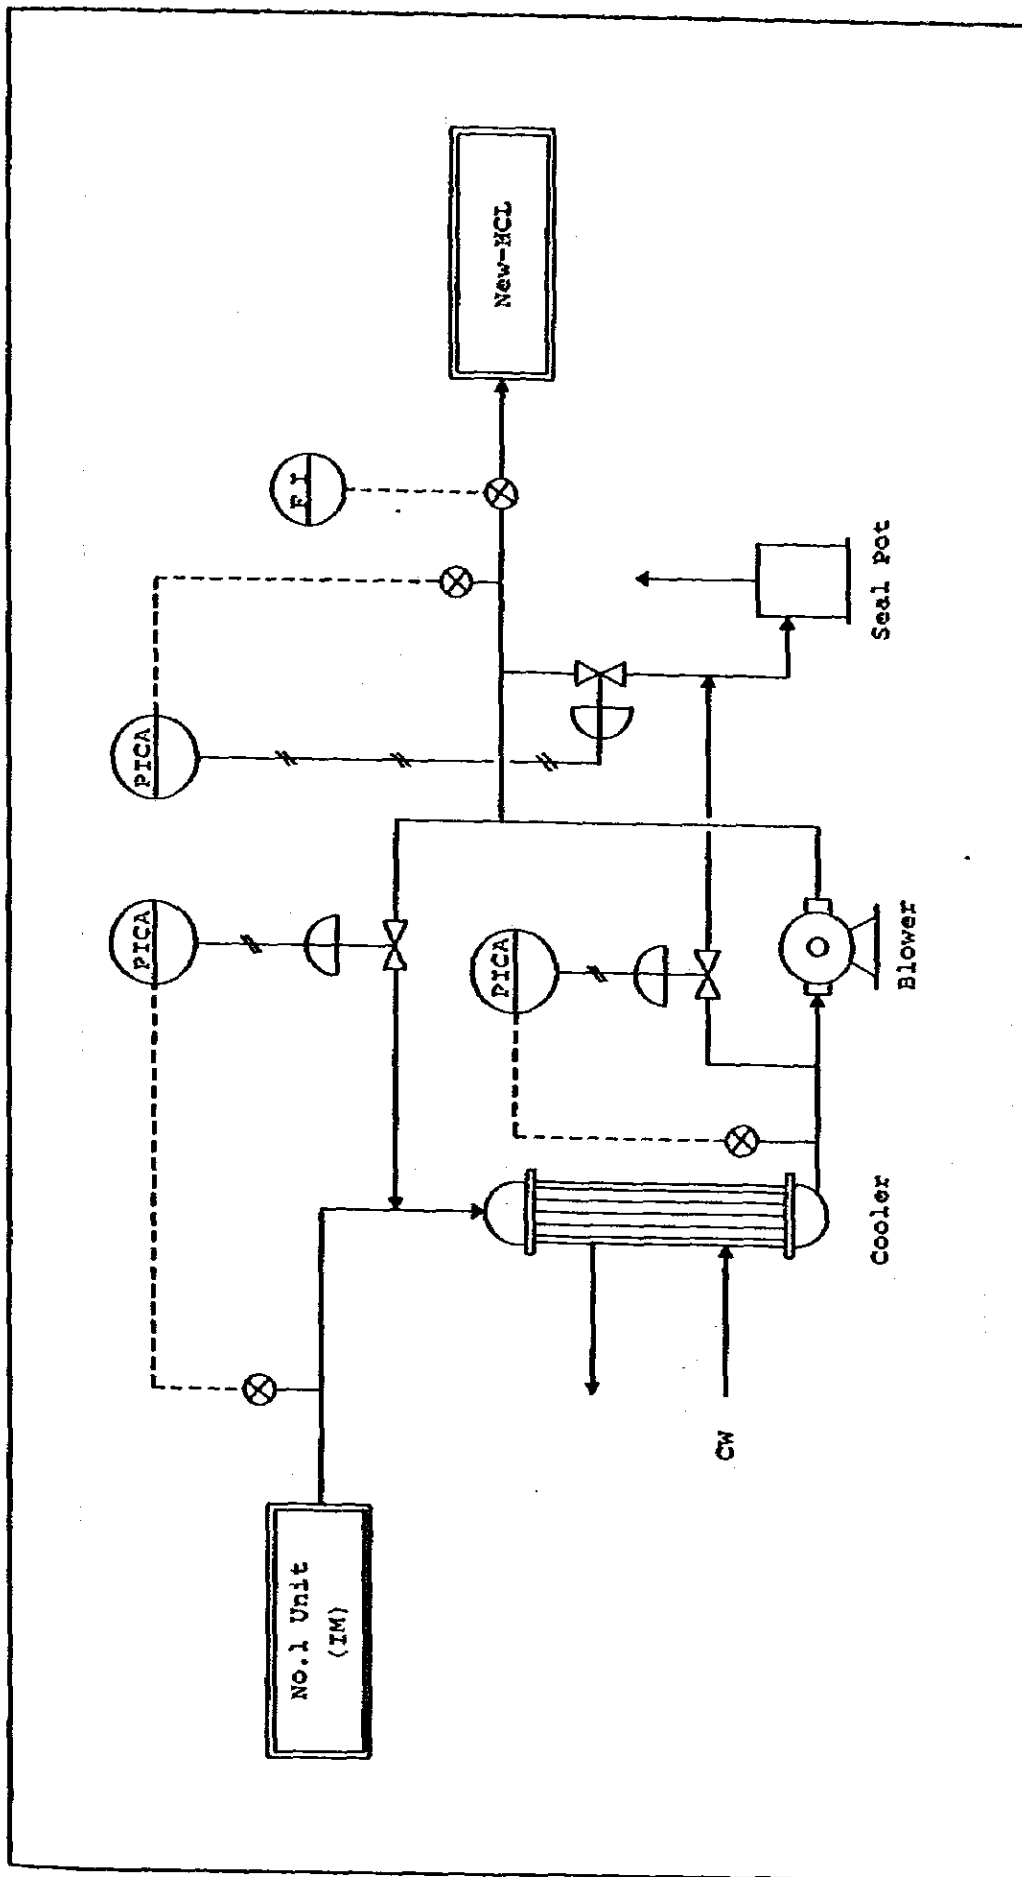 No.1 Unit
(IM)
PICA
PICA
PICA
FI
New-HCL
CW
Cooler
Blower
Seal Pot